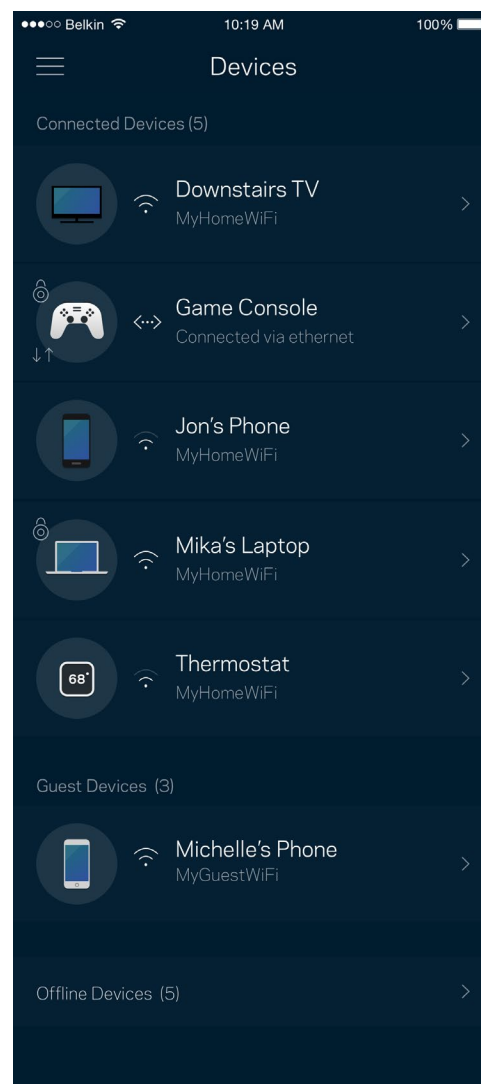 Belkin 10:19 AM 100%
Devices
Connected Devices (5)
Downstairs TV
MyHomeWiFi
Game Console
Connected via ethernet
Jon's Phone
MyHomeWiFi
Mika's Laptop
MyHomeWiFi
68°
Thermostat
MyHomeWiFi
Guest Devices (3)
Michelle's Phone
MyGuestWiFi
Offline Devices (5)